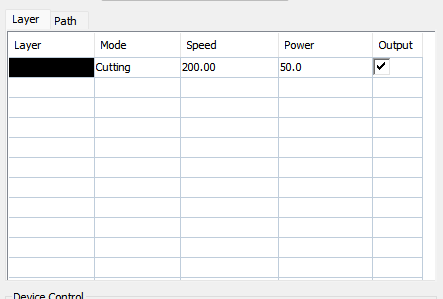 Layer Path
Layer Mode Speed Power Output
Cutting 200.00 50.0
Device Control